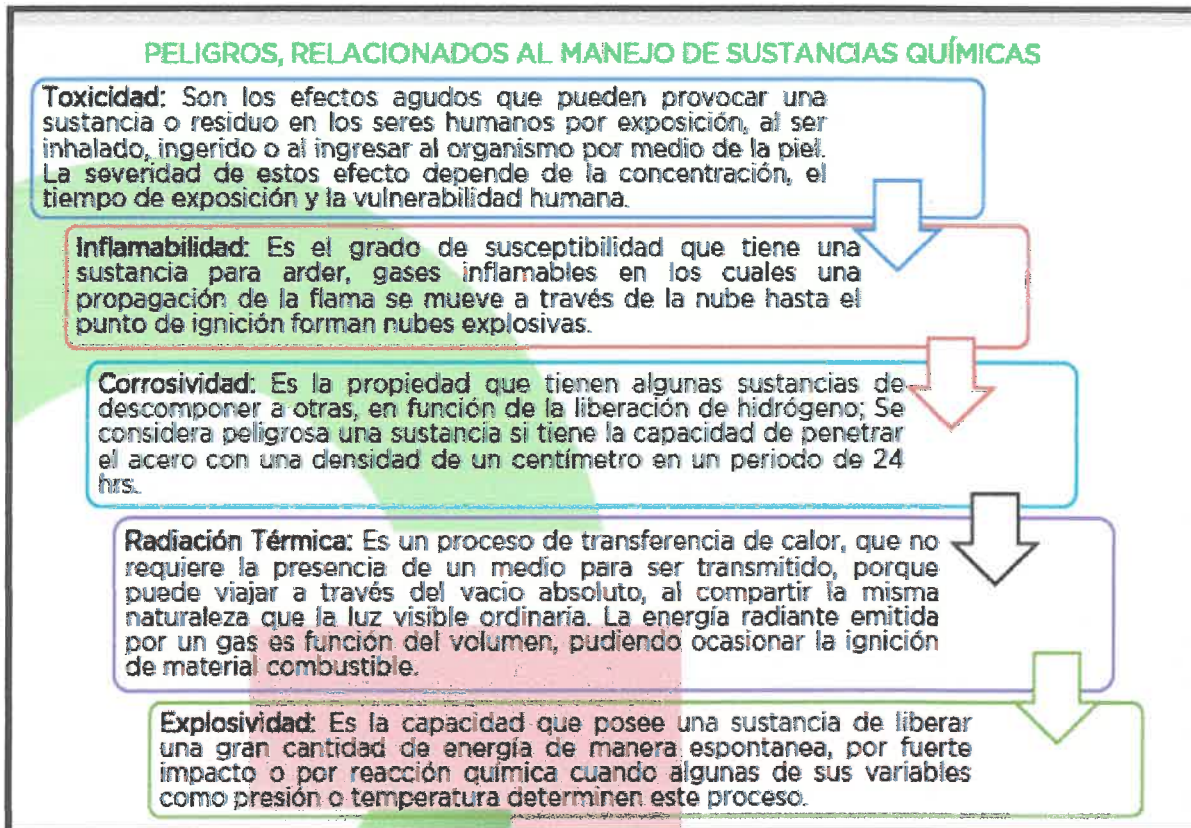 PELIGROS, RELACIONADOS AL MANEJO DE SUSTANCIAS QUÍMICAS
Toxicidad: Son los efectos agudos que pueden provocar una
sustancia o residuo en los seres humanos por exposición, al ser
inhalado, ingerido o al ingresar al organismo por medio de la piel.
La severidad de estos efecto depende de la concentración, el
tiempo de exposición y la vulnerabilidad humana.
Inflamabilidad: Es el grado de susceptibilidad que tiene una
sustancia para arder, gases inflamables en los cuales una
propagación de la flama se mueve a través de la nube hasta el
punto de ignición forman nubes explosivas.
Corrosividad: Es la propiedad que tienen algunas sustancias de
descomponer a otras, en función de la liberación de hidrógeno; Se
considera peligrosa una sustancia si tiene la capacidad de penetrar
el acero con una densidad de un centímetro en un periodo de 24
hrs.
Radiación Térmica: Es un proceso de transferencia de calor, que no
requiere la presencia de un medio para ser transmitido, porque
puede viajar a través del vacio absoluto, al compartir la misma
naturaleza que la luz visible ordinaria. La energía radiante emitida
por un gas es función del volumen, pudiendo ocasionar la ignición
de material combustible.
Explosividad: Es la capacidad que posee una sustancia de liberar
una gran cantidad de energía de manera espontanea, por fuerte
impacto o por reacción química cuando algunas de sus variables
como presión o temperatura determinen este proceso.